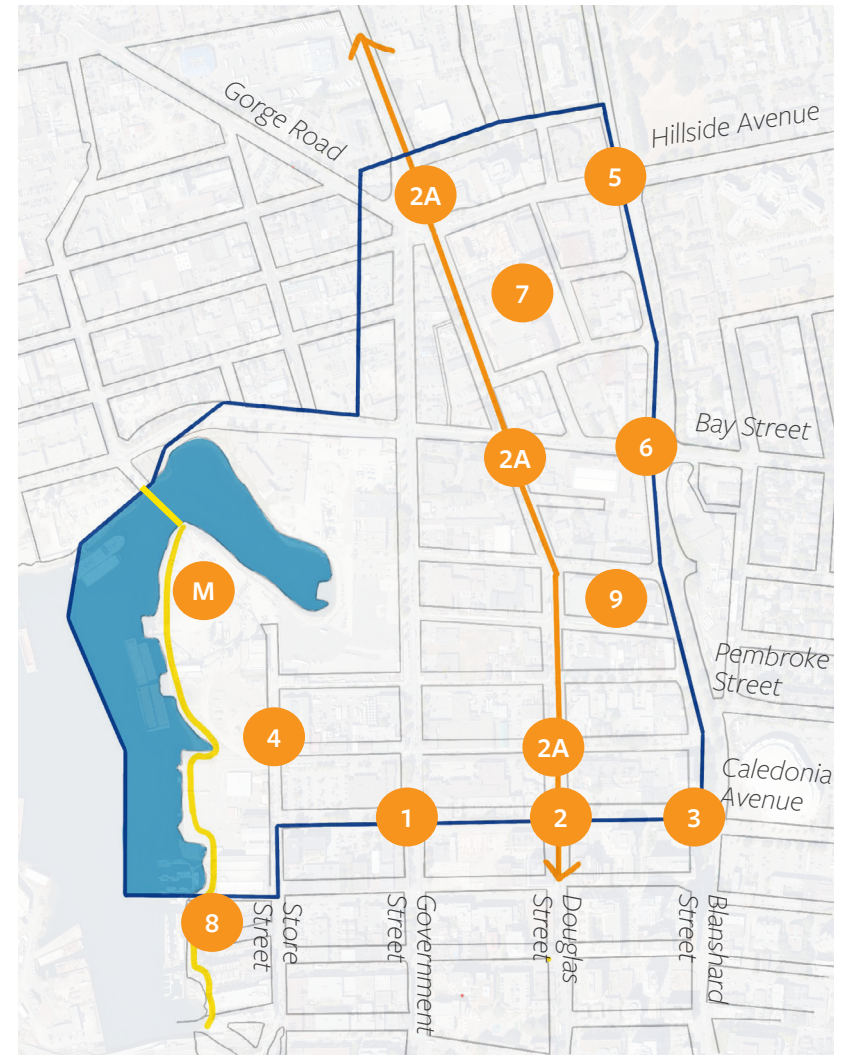 Gorge Road
Hillside Avenue
5
2A
7
Bay Street
6
2A
M
9
Pembroke
Street
4
2A
Caledonia
Avenue
1
2
3
8
Store
Street
Government
Street
Douglas
Street
Blanshard
Street